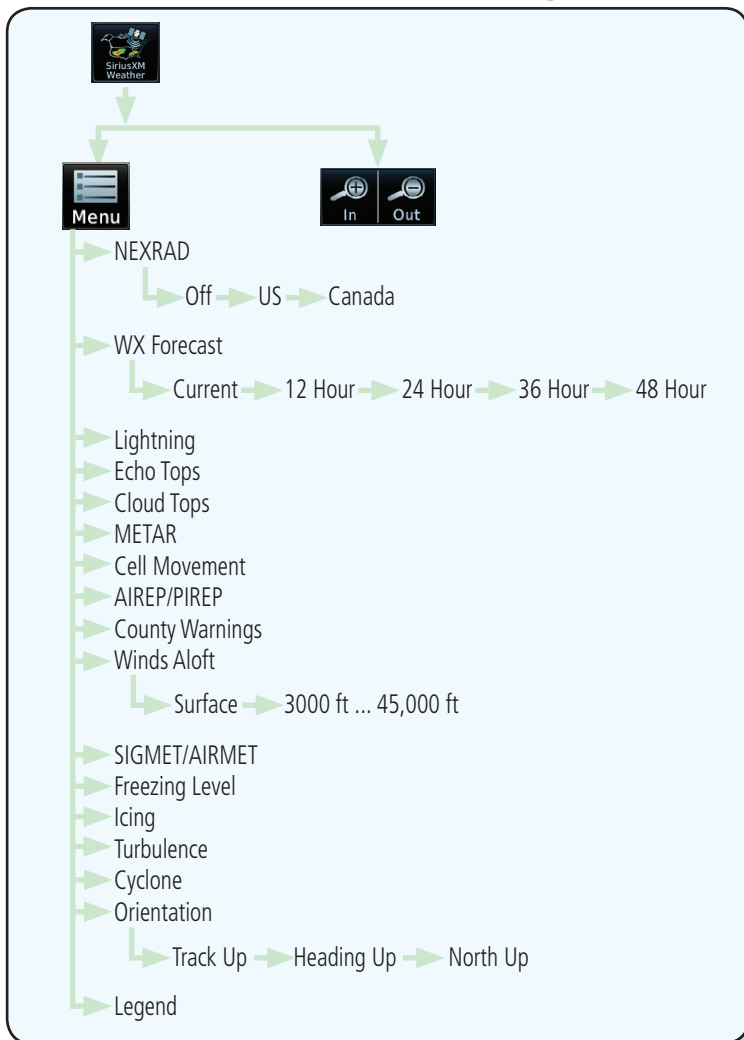 SiriusXM
Weather
Menu
In Out
NEXRAD
Off US Canada
WX Forecast
Current 12 Hour 24 Hour 36 Hour 48 Hour
Lightning
Echo Tops
Cloud Tops
METAR
Cell Movement
AIREP/PIREP
County Warnings
Winds Aloft
Surface 3000 ft ... 45,000 ft
SIGMET/AIRMET
Freezing Level
Icing
Turbulence
Cyclone
Orientation
Track Up Heading Up North Up
Legend